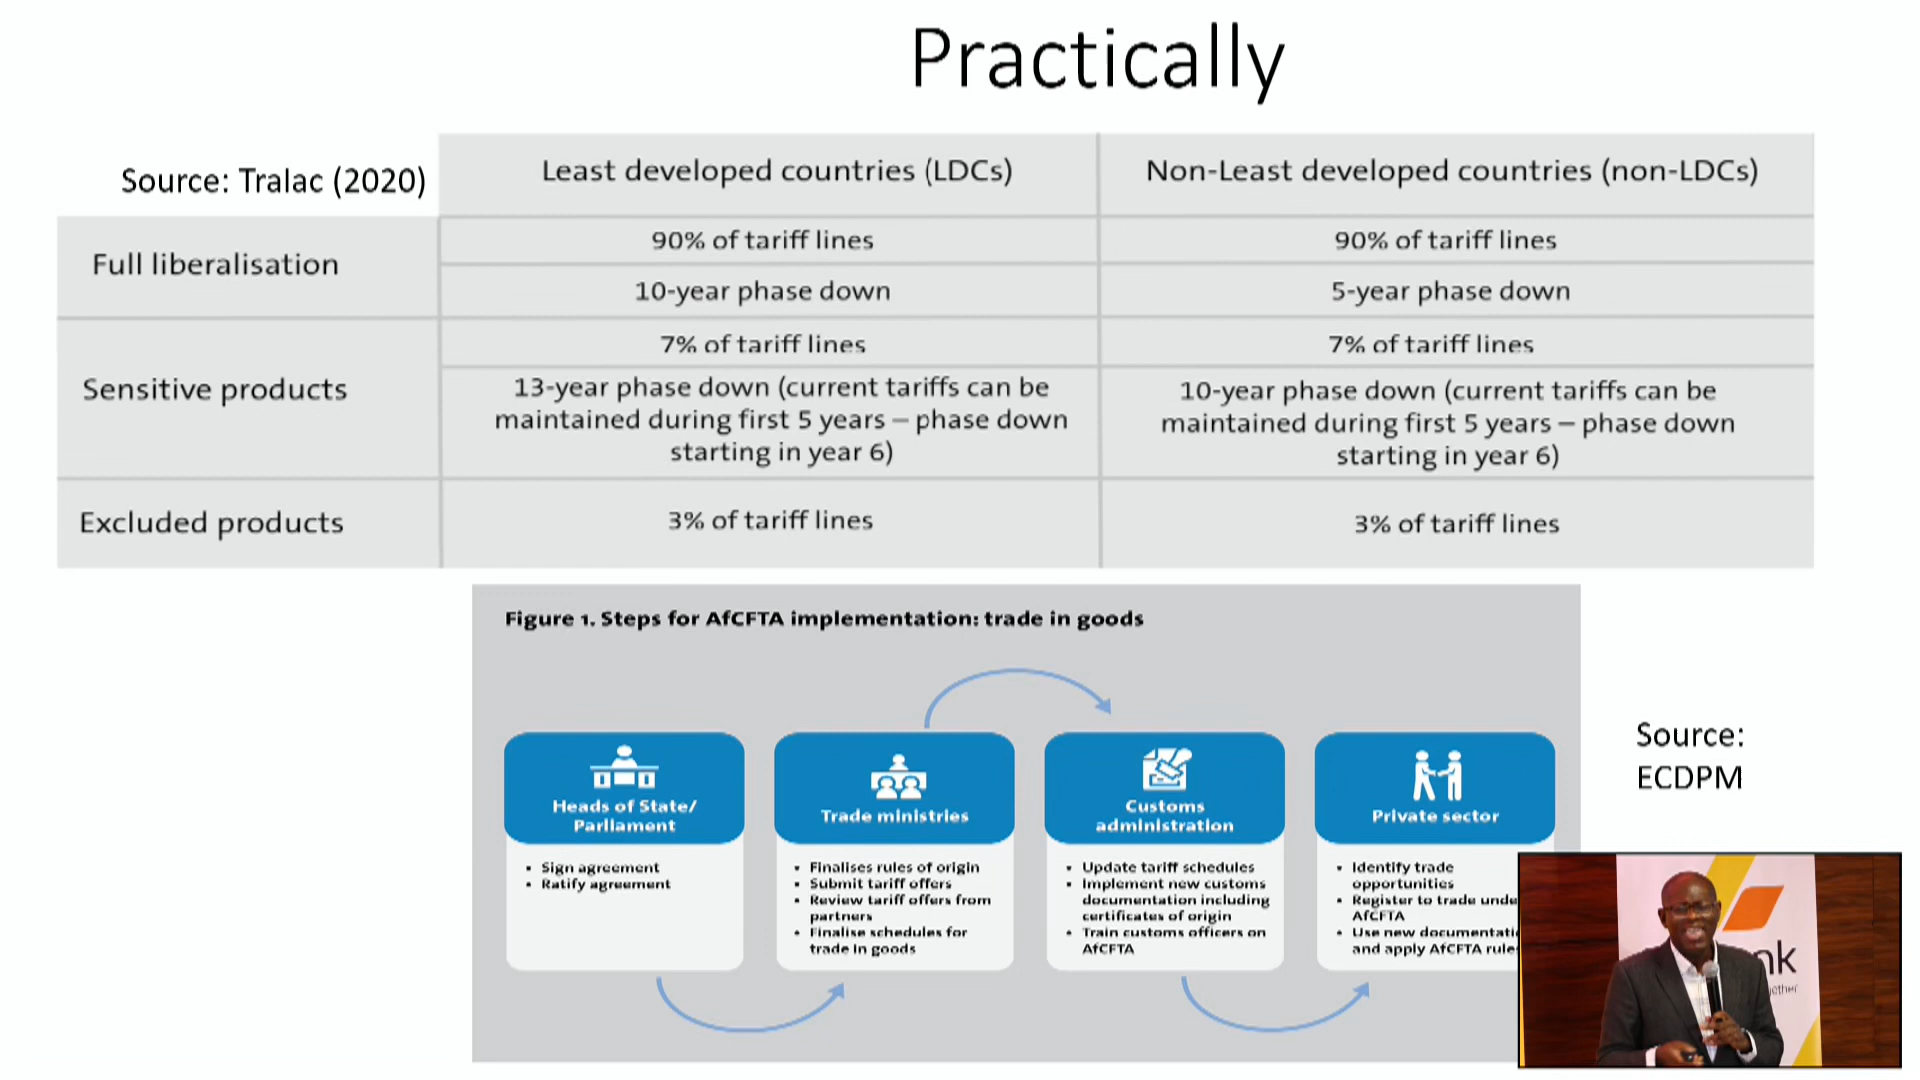 Practically
Source: Tralac (2020)
Least developed countries (LDCs)
Non-Least developed countries (non-LDCs)
Full liberalisation
90% of tariff lines
90% of tariff lines
10-year phase down
5-year phase down
Sensitive products
7% of tariff lines
7% of tariff lines
13-year phase down (current tariffs can be
maintained during first 5 years – phase down
starting in year 6)
10-year phase down (current tariffs can be
maintained during first 5 years – phase down
starting in year 6)
Excluded products
3% of tariff lines
3% of tariff lines
Figure 1. Steps for AfCFTA implementation: trade in goods
Heads of State/
Parliament
• Sign agreement
• Ratify agreement
Trade ministries
• Finalises rules of origin
• Submit tariff offers
• Review tariff offers from
partners
• Finalise schedules for
trade in goods
Customs
administration
• Update tariff schedules
• Implement new customs
documentation including
certificates of origin
• Train customs officers on
AfCFTA
Private sector
• Identify trade
opportunities
• Register to trade unde
AfCFTA
• Use new documentati
and apply AfCFTA rule
Source:
ECDPM
nk
gether